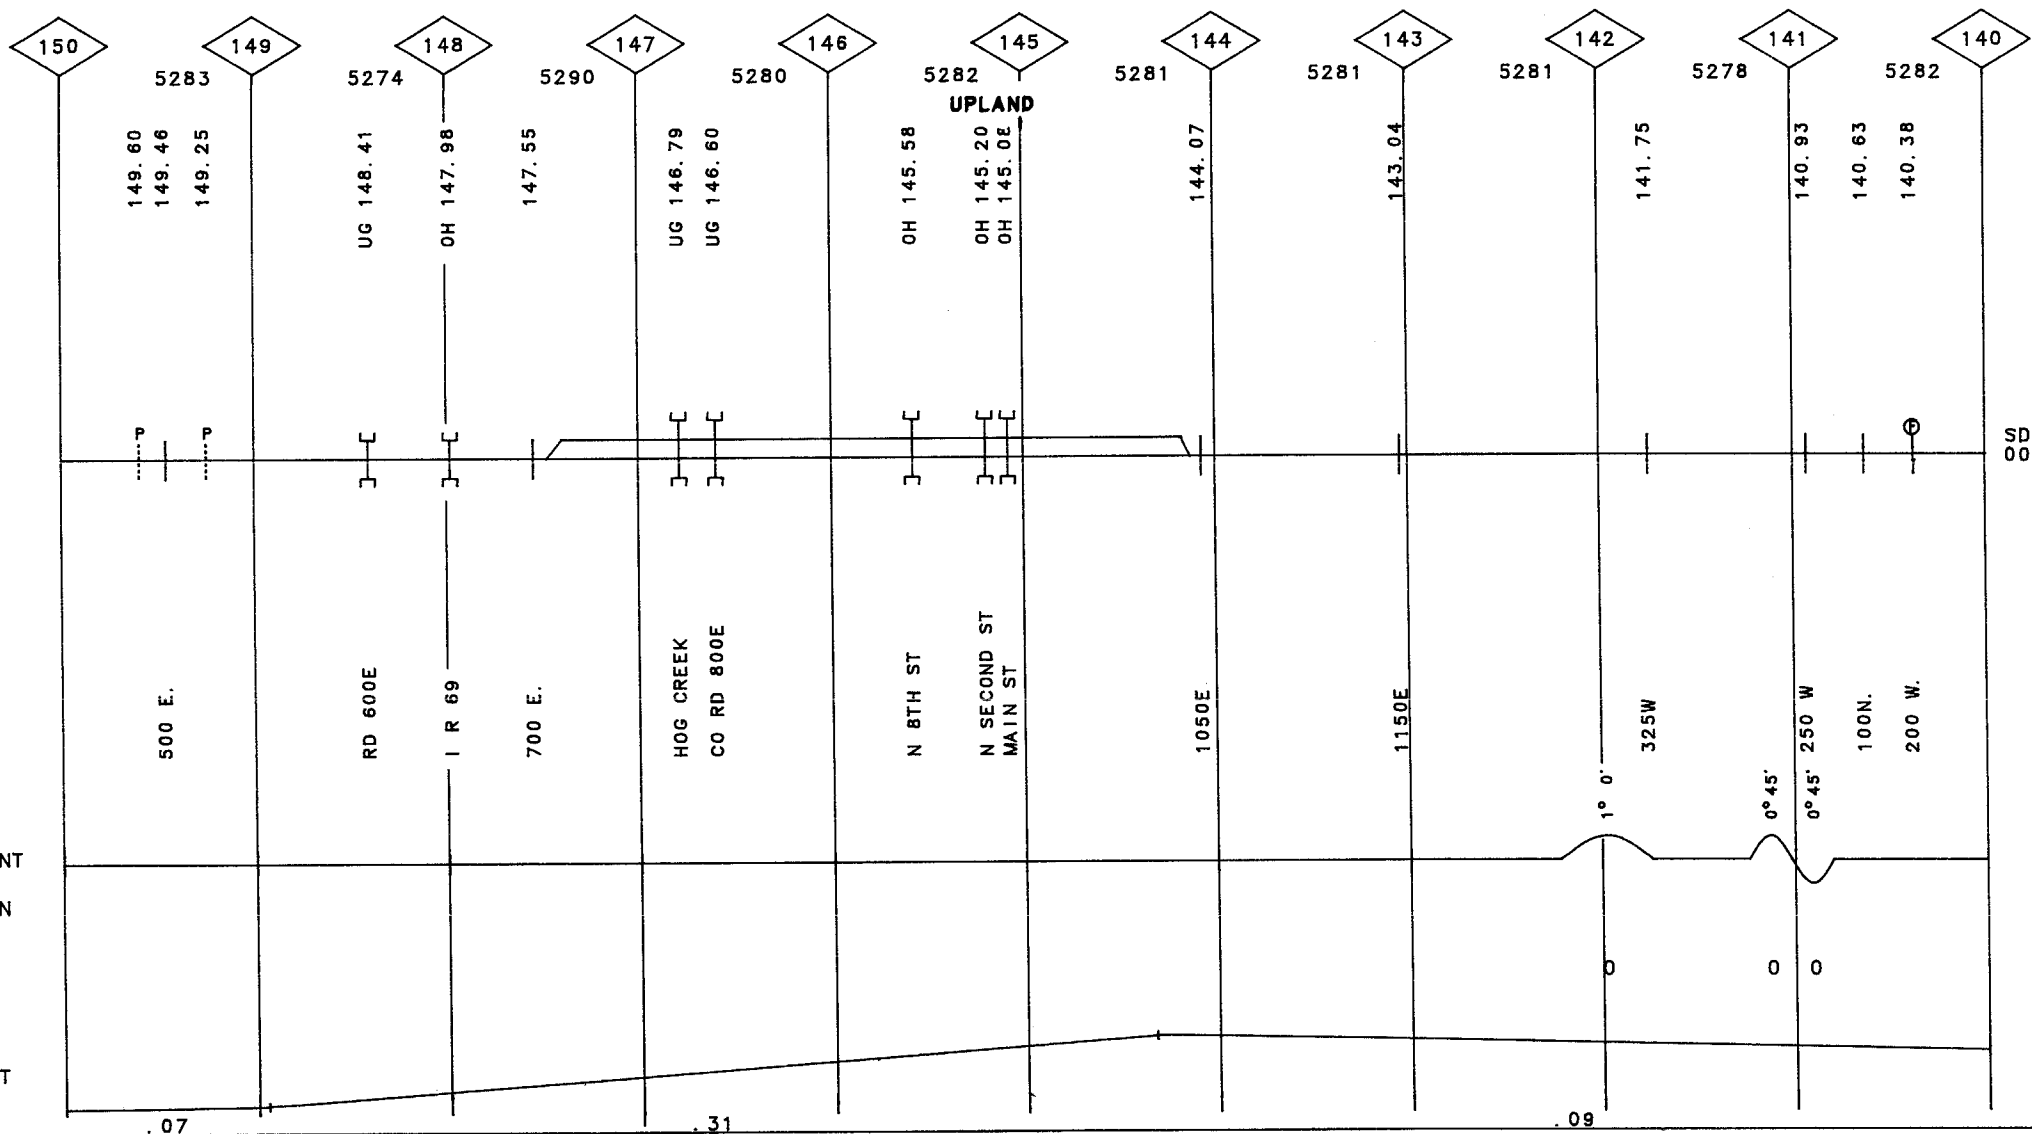 150 149 148 147 146 145 144 143 142 141 140
5283 5274 5290 5280 5282 5281 5281 5281 5278 5282
UPLAND
149.60
149.46
149.25
UG 148.41
OH 147.98
147.55
UG 146.79
UG 146.60
OH 145.58
OH 145.20
OH 145.08
144.07
143.04
141.75
140.93
140.63
140.38
P
P
P
SD
00
500 E.
RD 600E
I R 69
700 E.
HOG CREEK
CO RD 800E
N 8TH ST
N SECOND ST
MAIN ST
1050E
1150E
325W
250 W
100N.
200 W.
1° 0'
0°45'
0°45'
NT
N
0 0 0
T
.07 .31 .09